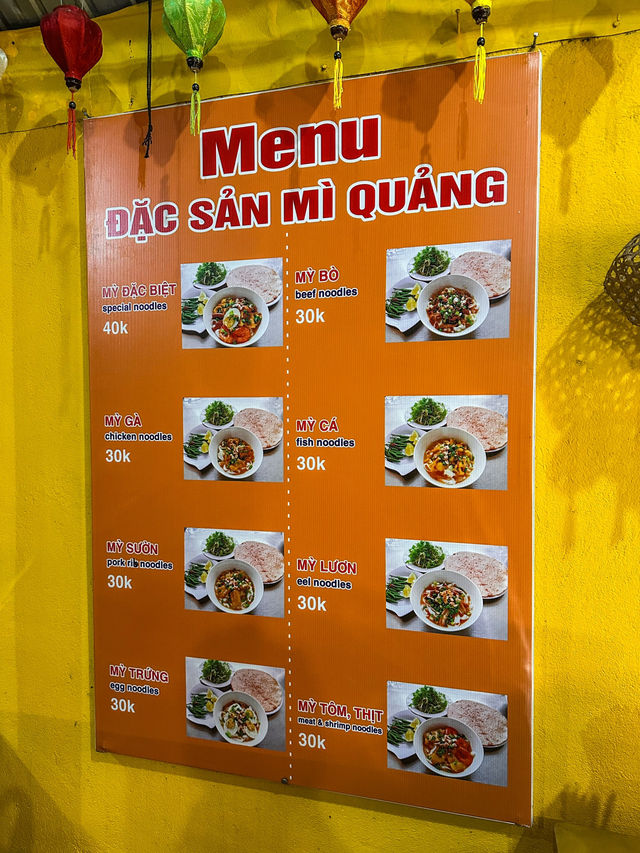 Menu
ĐẶC SẢN MÌ QUẢNG
MỲ ĐẶC BIỆT
special noodles
40k
MỲ GÀ
chicken noodles
30k
MỲ SƯỜN
pork rib noodles
30k
MỲ TRỨNG
egg noodles
30k
MỲ BÒ
beef noodles
30k
MỲ CÁ
fish noodles
30k
MỲ LƯƠN
eel noodles
30k
MỲ TÔM, THỊT
meat & shrimp noodles
30k